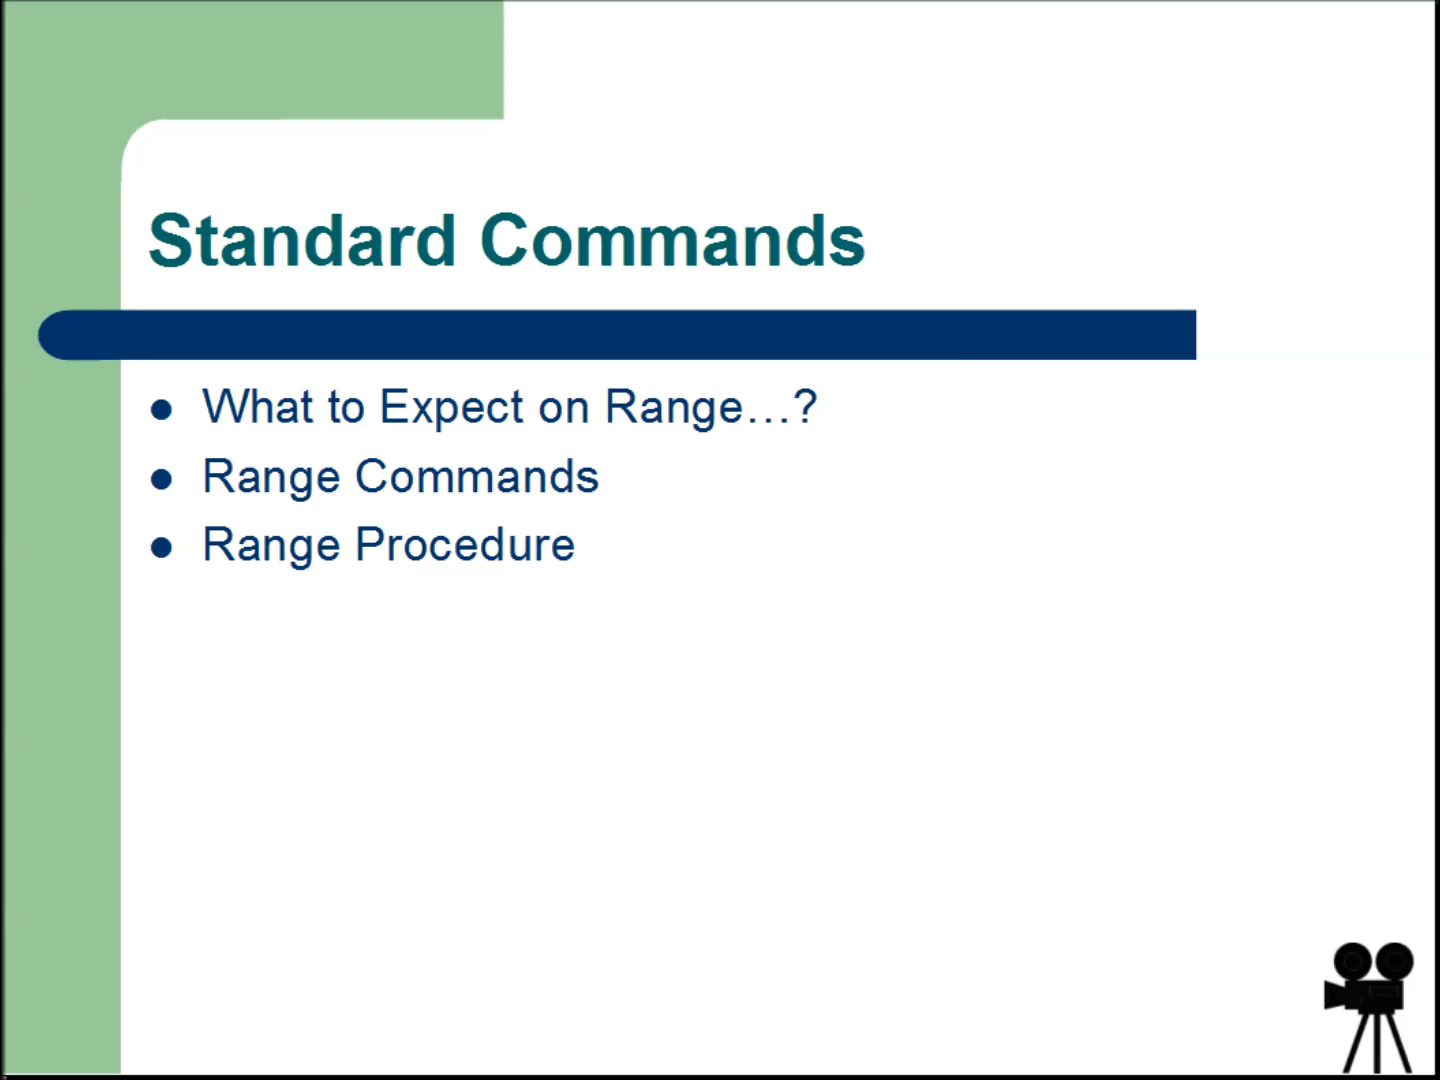 Standard Commands
What to Expect on Range…?
Range Commands
Range Procedure